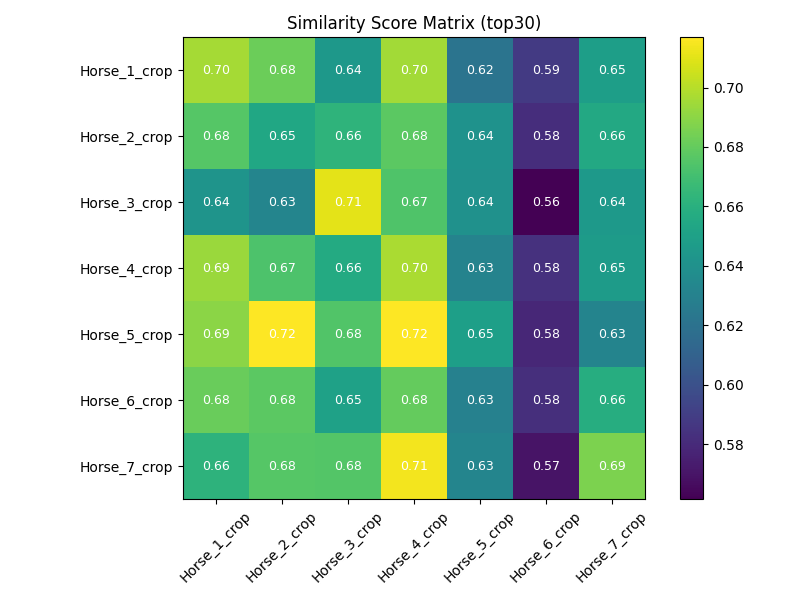 Similarity Score Matrix (top30)
Horse_1_crop 0.70 0.68 0.64 0.70 0.62 0.59 0.65
Horse_2_crop 0.68 0.65 0.66 0.68 0.64 0.58 0.66
Horse_3_crop 0.64 0.63 0.71 0.67 0.64 0.56 0.64
Horse_4_crop 0.69 0.67 0.66 0.70 0.63 0.58 0.65
Horse_5_crop 0.69 0.72 0.68 0.72 0.65 0.58 0.63
Horse_6_crop 0.68 0.68 0.65 0.68 0.63 0.58 0.66
Horse_7_crop 0.66 0.68 0.68 0.71 0.63 0.57 0.69
Horse_1_crop Horse_2_crop Horse_3_crop Horse_4_crop Horse_5_crop Horse_6_crop Horse_7_crop
0.70
0.68
0.66
0.64
0.62
0.60
0.58